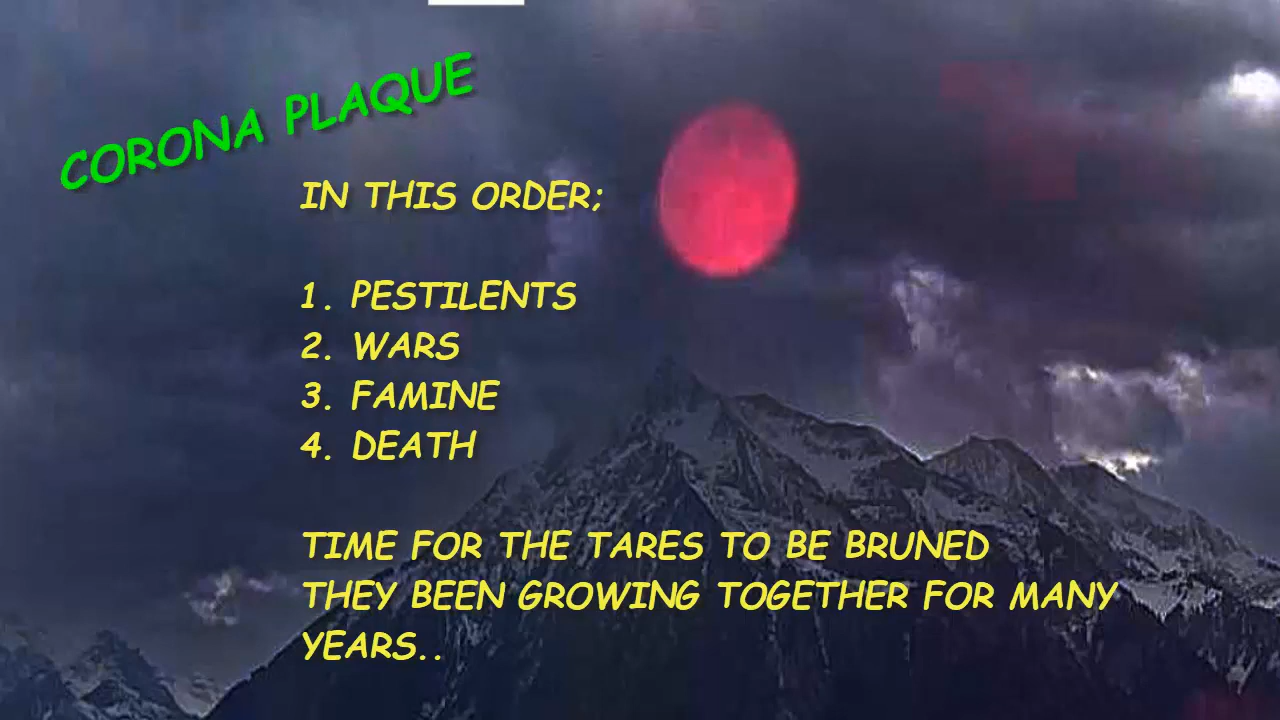 CORONA PLAQUE
IN THIS ORDER;
1. PESTILENTS
2. WARS
3. FAMINE
4. DEATH
TIME FOR THE TARES TO BE BRUNED
THEY BEEN GROWING TOGETHER FOR MANY
YEARS..